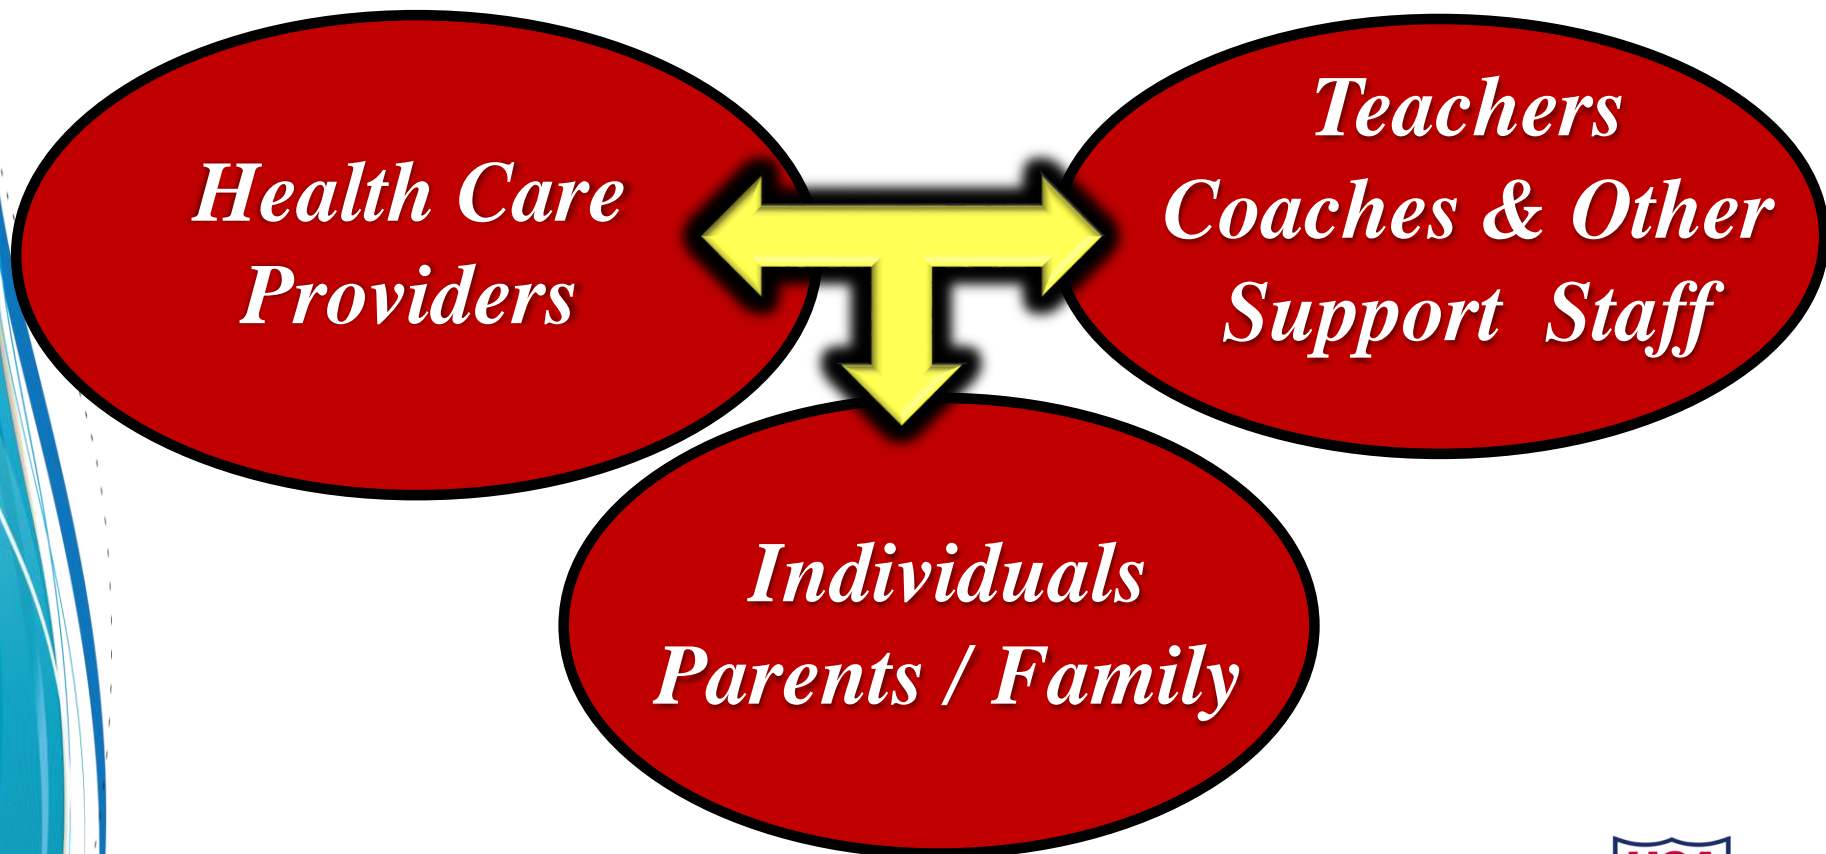 Health Care
Providers
Teachers
Coaches & Other
Support  Staff
Individuals
Parents / Family